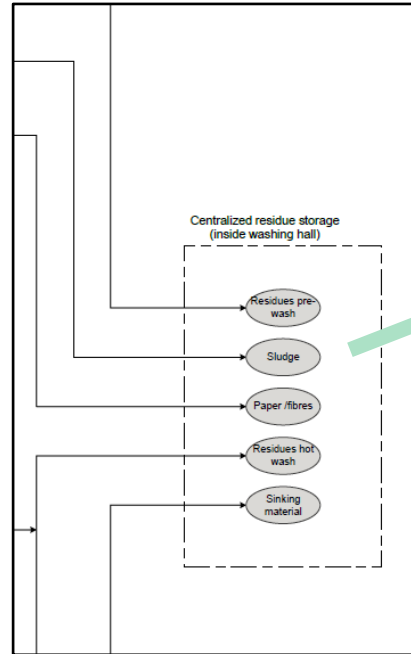 Centralized residue storage
(inside washing hall)
Residues pre-
wash
Sludge
Paper /fibres
Residues hot
wash
Sinking
material